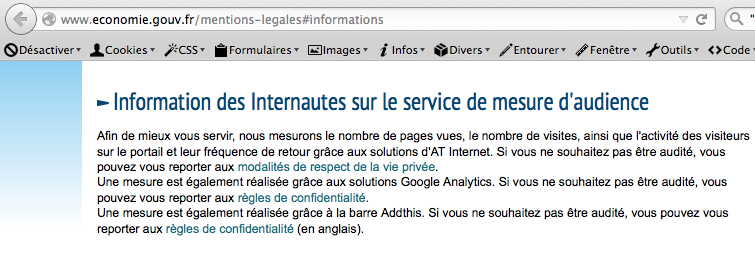 www.economie.gouv.fr/mentions-legales#informations
Désactiver Cookies CSS Formulaires Images Infos Divers Entourer Fenêtre Outils Code
Information des Internautes sur le service de mesure d'audience
Afin de mieux vous servir, nous mesurons le nombre de pages vues, le nombre de visites, ainsi que l'activité des visiteurs
sur le portail et leur fréquence de retour grâce aux solutions d'AT Internet. Si vous ne souhaitez pas être audité, vous
pouvez vous reporter aux modalités de respect de la vie privée.
Une mesure est également réalisée grâce aux solutions Google Analytics. Si vous ne souhaitez pas être audité, vous
pouvez vous reporter aux règles de confidentialité.
Une mesure est également réalisée grâce à la barre Addthis. Si vous ne souhaitez pas être audité, vous pouvez vous
reporter aux règles de confidentialité (en anglais).